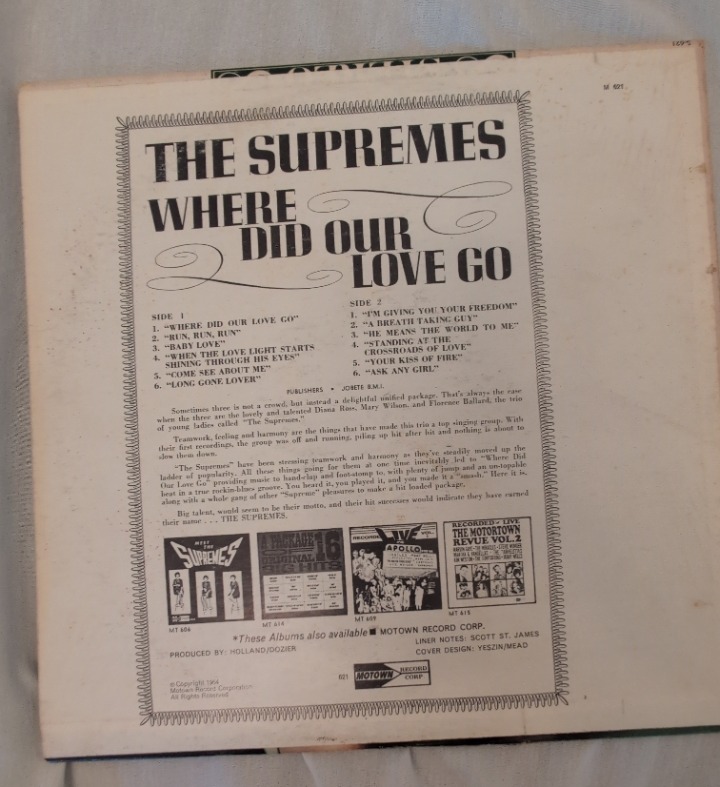 M 621
THE SUPREMES
WHERE
DID OUR
LOVE GO
SIDE 1
1. "WHERE DID OUR LOVE GO"
2. "RUN, RUN, RUN"
3. "BABY LOVE"
4. "WHEN THE LOVE LIGHT STARTS
SHINING THROUGH HIS EYES"
5. "COME SEE ABOUT ME"
6. "LONG GONE LOVER"
SIDE 2
1. "I'M GIVING YOU YOUR FREEDOM"
2. "A BREATH TAKING GUY"
3. "HE MEANS THE WORLD TO ME"
4. "STANDING AT THE
CROSSROADS OF LOVE"
5. "YOUR KISS OF FIRE"
6. "ASK ANY GIRL"
PUBLISHERS • JOBETE B.M.I.
Sometimes three is not a crowd, but instead a delightful unified package. That's always the case
when the three are the lovely and talented Diana Ross, Mary Wilson, and Florence Ballard, the trio
of young ladies called "The Supremes."
Teamwork, feeling and harmony are the things that have made this trio a top singing group. With
their first recordings, the group was off and running, piling up hit after hit and nothing is about to
slow them down.
"The Supremes" have been stressing teamwork and harmony as they've steadily moved up the
ladder of popularity. All these things going for them at one time inevitably led to "Where Did
Our Love Go" providing music to hand-clap and foot-stomp to, with plenty of jump and an un-topable
beat in a true rockin-blues groove. You heard it, you played it, and you made it a "smash." Here it is,
along with a whole gang of other "Supreme" pleasures to make a hit loaded package.
Big talent, would seem to be their motto, and their hit successes would indicate they have earned
their name . . . THE SUPREMES.
MEET THE
SUPREMES
MT 606
A PACKAGE OF
16
ORIGINAL
BIG HITS
MT 614
RECORDED LIVE
APOLLO
MT 609
RECORDED LIVE
THE MOTORTOWN
REVUE VOL. 2
MT 615
*These Albums also available ■ MOTOWN RECORD CORP.
PRODUCED BY: HOLLAND/DOZIER
LINER NOTES: SCOTT ST. JAMES
COVER DESIGN: YESZIN/MEAD
© Copyright 1964
Motown Record Corporation
All Rights Reserved
621
MOTOWN RECORD
CORP